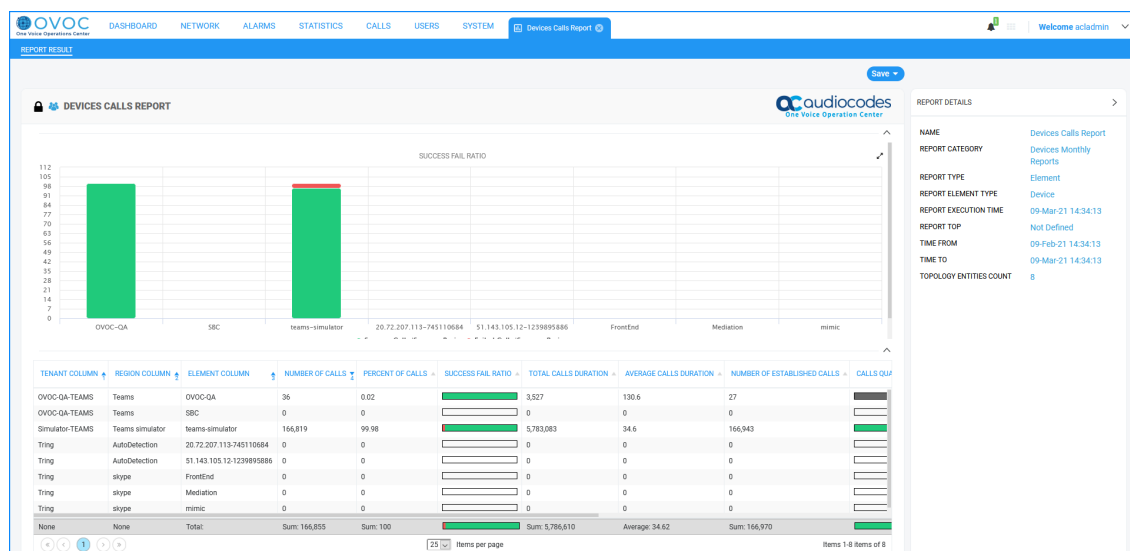 OVOC
One Voice Operations Center
DASHBOARD NETWORK ALARMS STATISTICS CALLS USERS SYSTEM Devices Calls Report Welcome acladmin
REPORT RESULT
Save
DEVICES CALLS REPORT
audiocodes
One Voice Operation Center
SUCCESS FAIL RATIO
112
105
98
91
84
77
70
63
56
49
42
35
28
21
14
7
0
OVOC-QA SBC teams-simulator 20.72.207.113-745110684 51.143.105.12-1239895886 FrontEnd Mediation mimic
TENANT COLUMN REGION COLUMN ELEMENT COLUMN NUMBER OF CALLS PERCENT OF CALLS SUCCESS FAIL RATIO TOTAL CALLS DURATION AVERAGE CALLS DURATION NUMBER OF ESTABLISHED CALLS CALLS QUA
OVOC-QA-TEAMS Teams OVOC-QA 36 0.02 3,527 130.6 27
OVOC-QA-TEAMS Teams SBC 0 0 0 0 0
Simulator-TEAMS Teams simulator teams-simulator 166,819 99.98 5,783,083 34.6 166,943
Tring AutoDetection 20.72.207.113-745110684 0 0 0 0 0
Tring AutoDetection 51.143.105.12-1239895886 0 0 0 0 0
Tring skype FrontEnd 0 0 0 0 0
Tring skype Mediation 0 0 0 0 0
Tring skype mimic 0 0 0 0 0
None None Total: Sum: 166,855 Sum: 100 Sum: 5,786,610 Average: 34.62 Sum: 166,970
1 25 Items per page Items 1-8 items of 8
REPORT DETAILS
NAME Devices Calls Report
REPORT CATEGORY Devices Monthly
Reports
REPORT TYPE Element
REPORT ELEMENT TYPE Device
REPORT EXECUTION TIME 09-Mar-21 14:34:13
REPORT TOP Not Defined
TIME FROM 09-Feb-21 14:34:13
TIME TO 09-Mar-21 14:34:13
TOPOLOGY ENTITIES COUNT 8